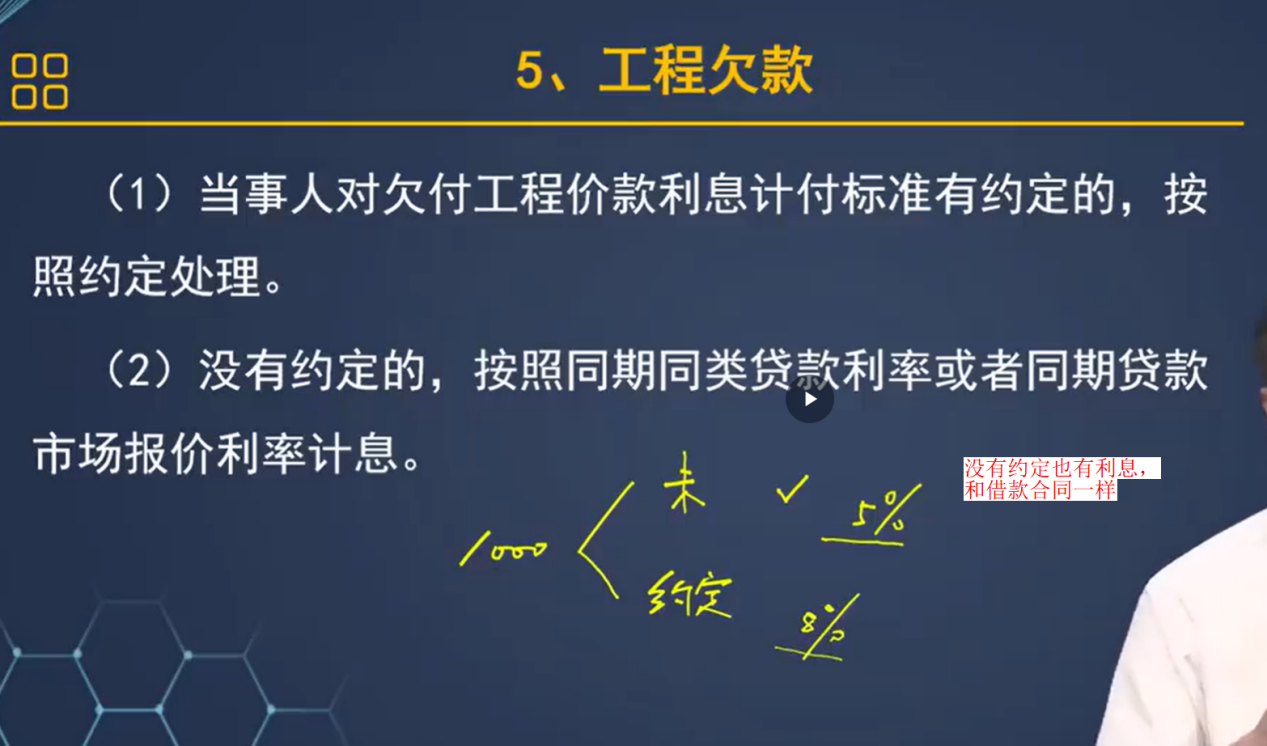 5、工程欠款
（1）当事人对欠付工程价款利息计付标准有约定的，按
照约定处理。
（2）没有约定的，按照同期同类贷款利率或者同期贷款
市场报价利率计息。
没有约定也有利息，
和借款合同一样
未 ✓ 5%
1000
约定 8%